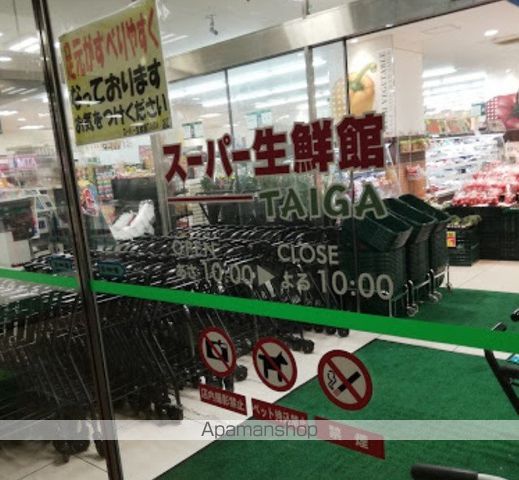 足元がすべりやすく
なっております
お気をつけください
スーパー生鮮館
TAIGA
OPEN
あさ10:00
CLOSE
よる10:00
店内撮影禁止
ペット持込禁止
禁煙
Apamanshop